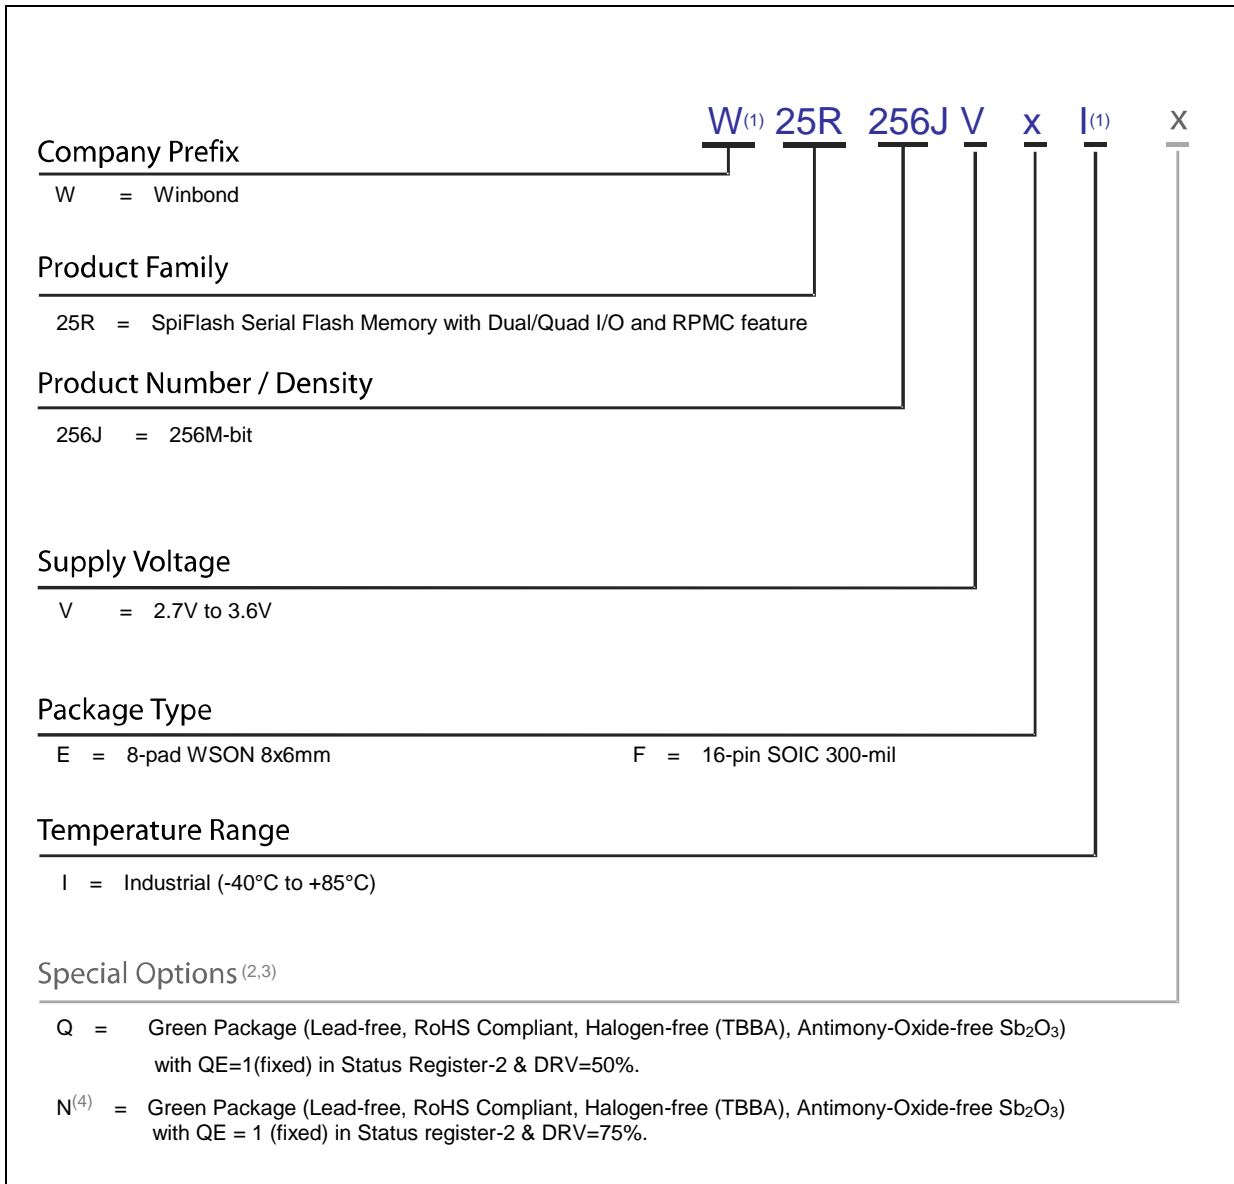 W(1) 25R 256J V x I(1) x
Company Prefix
W = Winbond
Product Family
25R = SpiFlash Serial Flash Memory with Dual/Quad I/O and RPMC feature
Product Number / Density
256J = 256M-bit
Supply Voltage
V = 2.7V to 3.6V
Package Type
E = 8-pad WSON 8x6mm F = 16-pin SOIC 300-mil
Temperature Range
I = Industrial (-40°C to +85°C)
Special Options (2,3)
Q = Green Package (Lead-free, RoHS Compliant, Halogen-free (TBBA), Antimony-Oxide-free Sb₂O₃)
with QE=1(fixed) in Status Register-2 & DRV=50%.
N(4) = Green Package (Lead-free, RoHS Compliant, Halogen-free (TBBA), Antimony-Oxide-free Sb₂O₃)
with QE = 1 (fixed) in Status register-2 & DRV=75%.